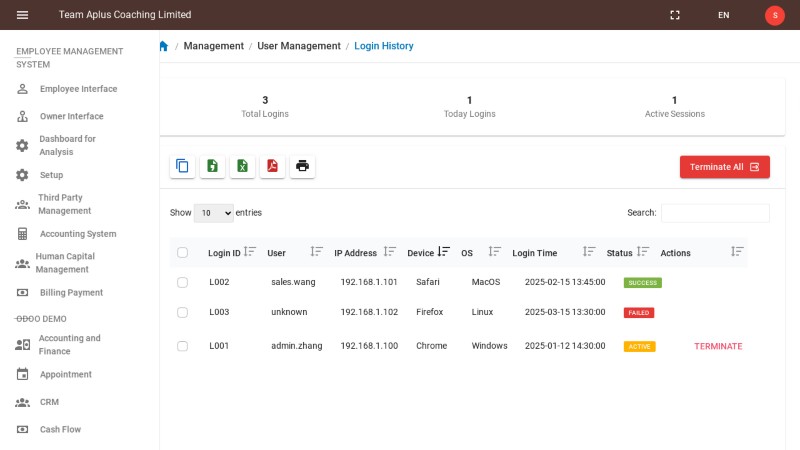 Team Aplus Coaching Limited
EN
S
EMPLOYEE MANAGEMENT
SYSTEM
Employee Interface
Owner Interface
Dashboard for
Analysis
Setup
Third Party
Management
Accounting System
Human Capital
Management
Billing Payment
ODOO DEMO
Accounting and
Finance
Appointment
CRM
Cash Flow
/ Management / User Management / Login History
3
Total Logins
1
Today Logins
1
Active Sessions
Terminate All
Show 10 entries
Search:
Login ID User IP Address Device OS Login Time Status Actions
L002 sales.wang 192.168.1.101 Safari MacOS 2025-02-15 13:45:00 SUCCESS
L003 unknown 192.168.1.102 Firefox Linux 2025-03-15 13:30:00 FAILED
L001 admin.zhang 192.168.1.100 Chrome Windows 2025-01-12 14:30:00 ACTIVE TERMINATE